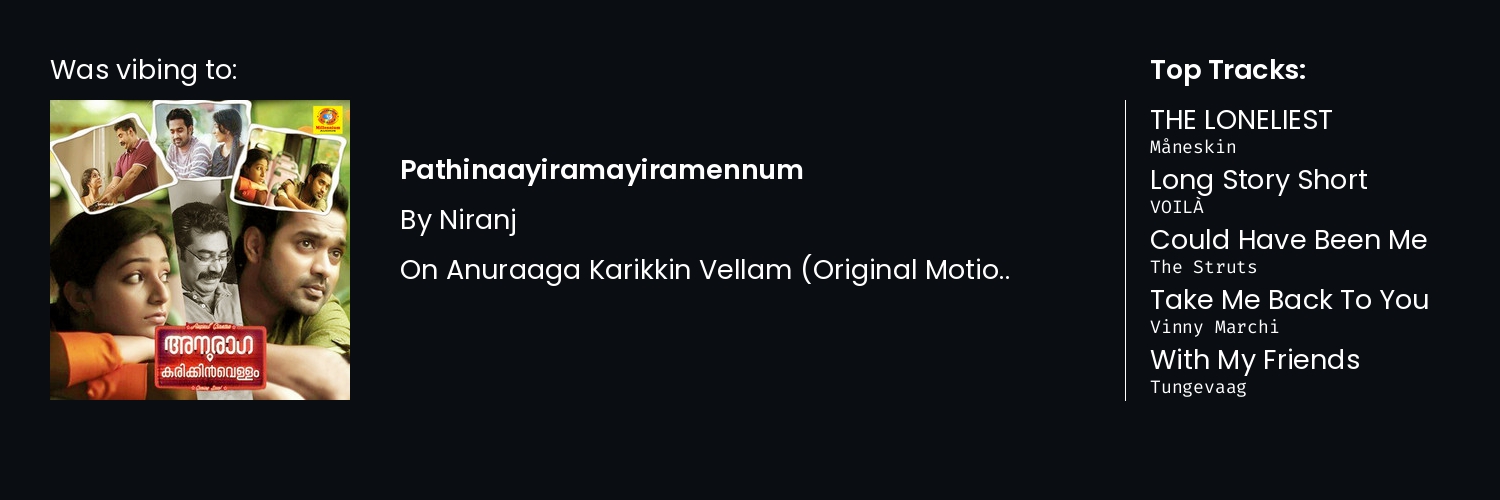 Was vibing to:
Millennium
അനുരാഗ
കരിക്കിൻവെള്ളം
Pathinaayiramayiramennum
By Niranj
On Anuraaga Karikkin Vellam (Original Motio..
Top Tracks:
THE LONELIEST
Måneskin
Long Story Short
VOILÀ
Could Have Been Me
The Struts
Take Me Back To You
Vinny Marchi
With My Friends
Tungevaag